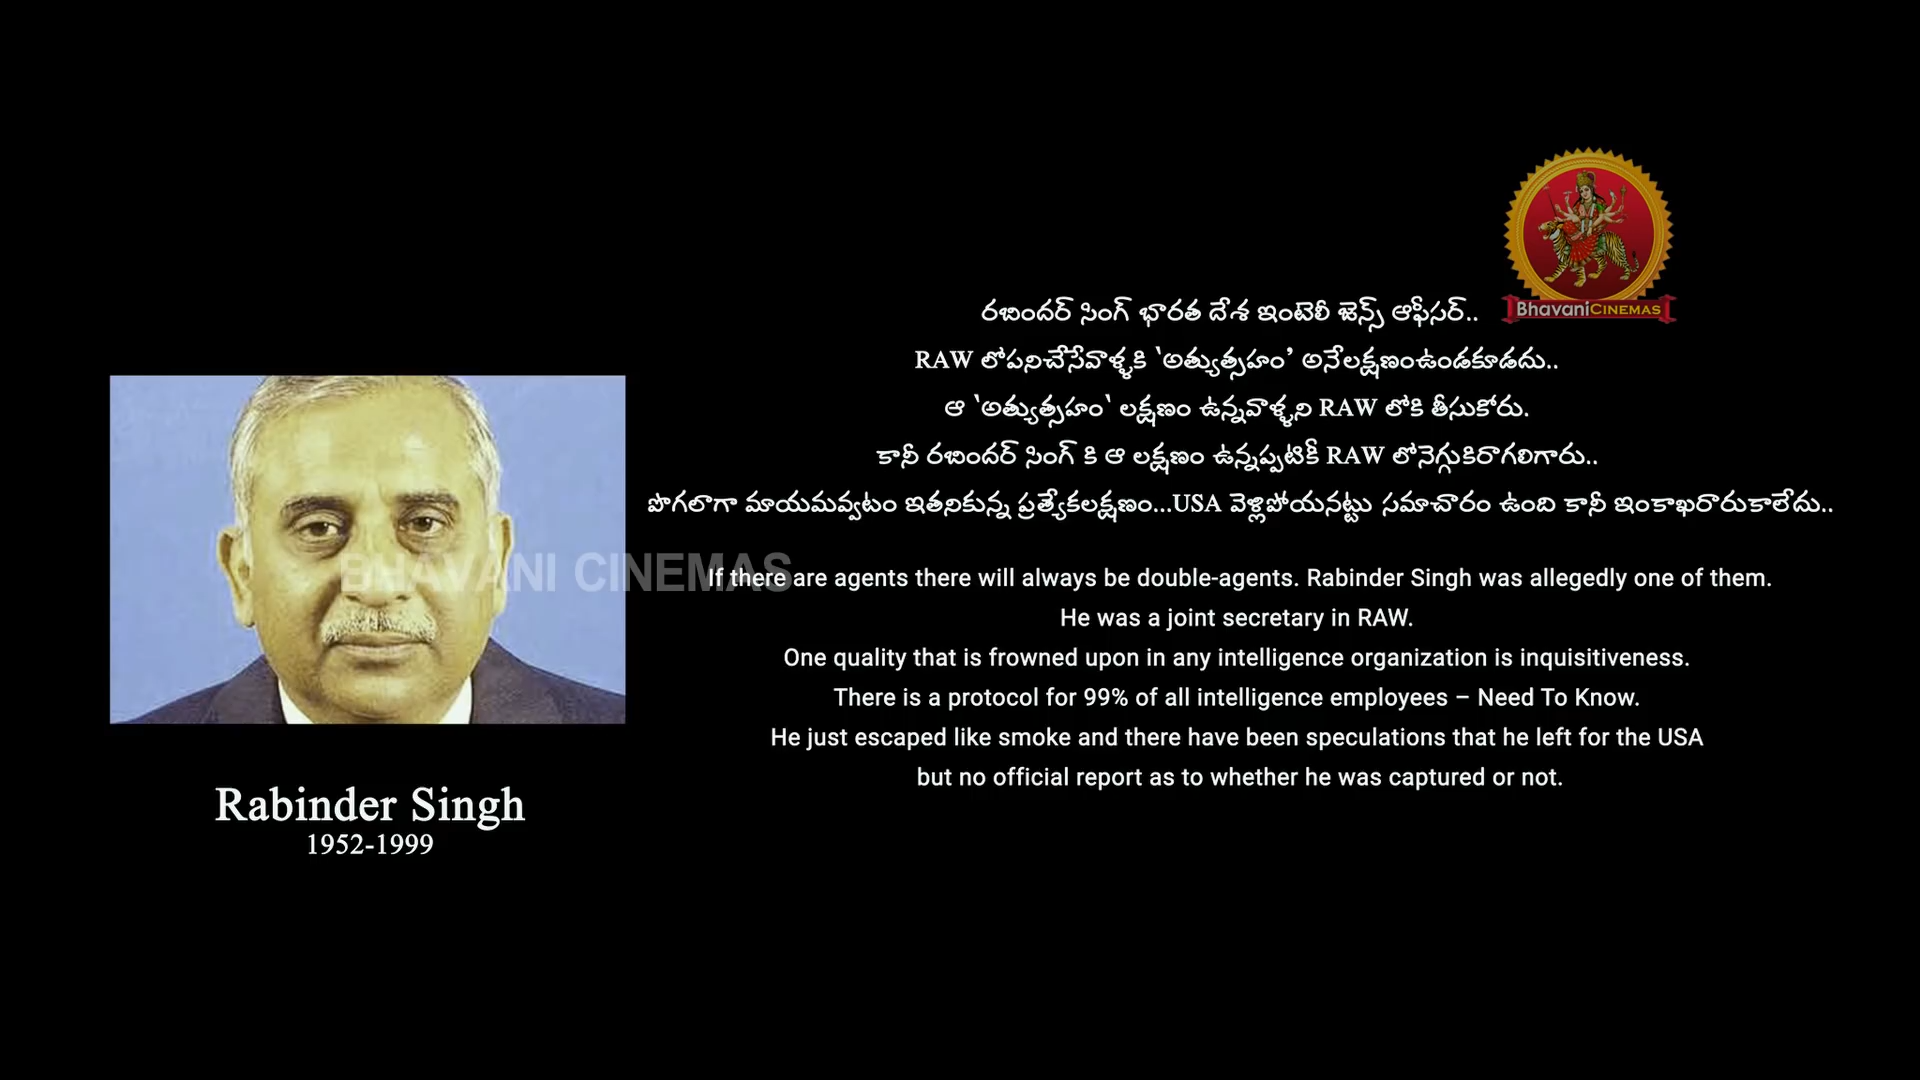 BhavaniCINEMAS
రబిందర్ సింగ్ భారత దేశ ఇంటెలీ జెన్స్ ఆఫీసర్..
RAW లోపనిచేసేవాళ్ళకి ‘అత్యుత్సహం’ అనేలక్షణంఉండకూడదు..
ఆ ‘అత్యుత్సహం‘ లక్షణం ఉన్నవాళ్ళని RAW లోకి తీసుకోరు.
కానీ రబిందర్ సింగ్ కి ఆ లక్షణం ఉన్నప్పటికీ RAW లోనెగ్గుకిరాగలిగారు..
పొగలాగా మాయమవ్వటం ఇతనికున్న ప్రత్యేకలక్షణం...USA వెళ్లిపోయనట్టు సమాచారం ఉంది కానీ ఇంకాఖరారుకాలేదు..
BHAVANI CINEMAS
If there are agents there will always be double-agents. Rabinder Singh was allegedly one of them.
He was a joint secretary in RAW.
One quality that is frowned upon in any intelligence organization is inquisitiveness.
There is a protocol for 99% of all intelligence employees – Need To Know.
He just escaped like smoke and there have been speculations that he left for the USA
but no official report as to whether he was captured or not.
Rabinder Singh
1952-1999